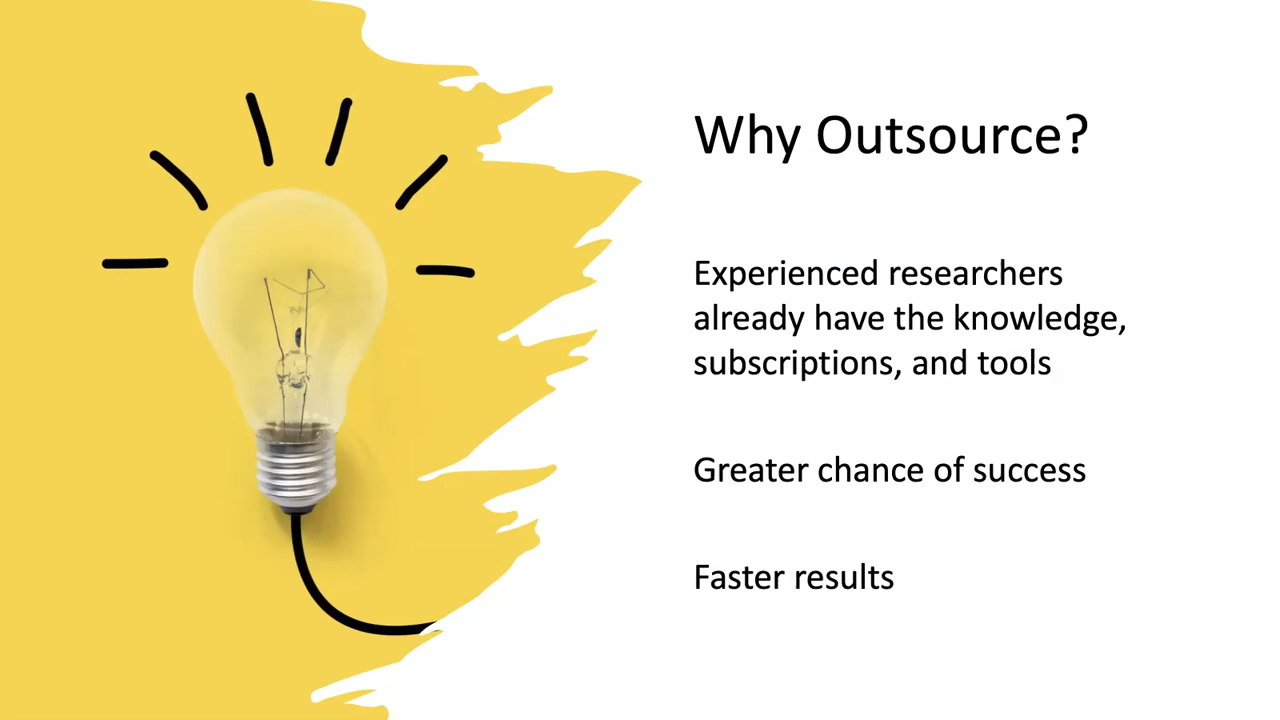 Why Outsource?
Experienced researchers
already have the knowledge,
subscriptions, and tools
Greater chance of success
Faster results